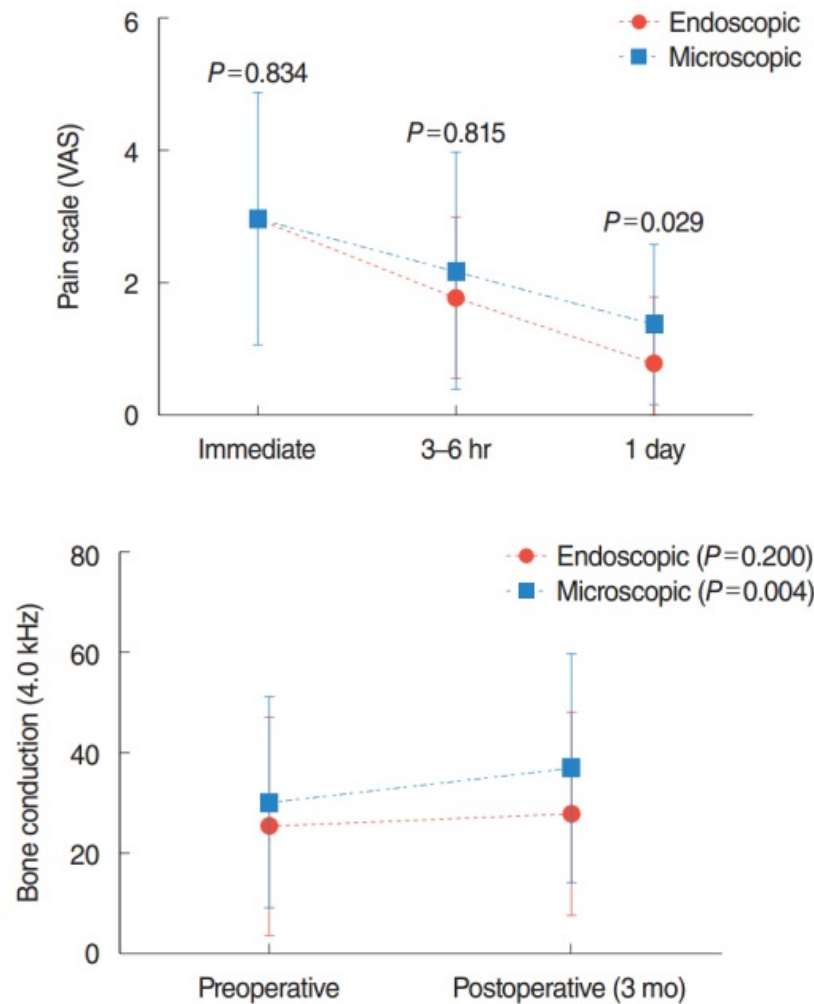 6
Endoscopic
Microscopic
P=0.834
P=0.815
4
P=0.029
Pain scale (VAS)
2
0
Immediate 3–6 hr 1 day
80
Endoscopic (P=0.200)
Microscopic (P=0.004)
60
Bone conduction (4.0 kHz)
40
20
0
Preoperative Postoperative (3 mo)